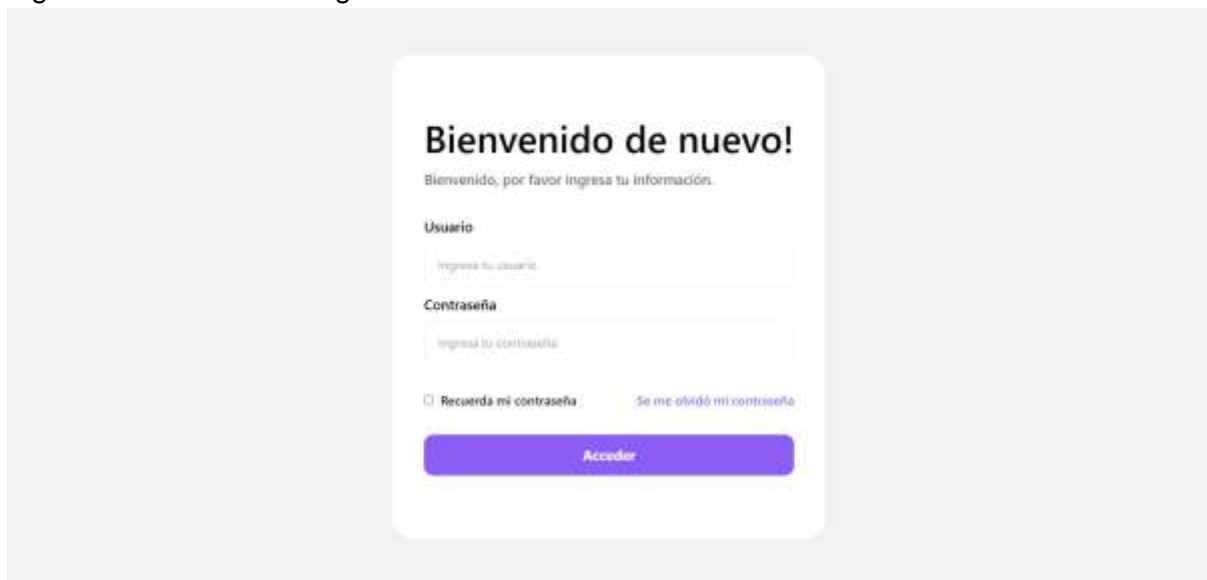 Bienvenido de nuevo!
Bienvenido, por favor ingresa tu información.
Usuario
Ingresa tu usuario
Contraseña
Ingresa tu contraseña
Recuerda mi contraseña
Se me olvidó mi contraseña
Acceder